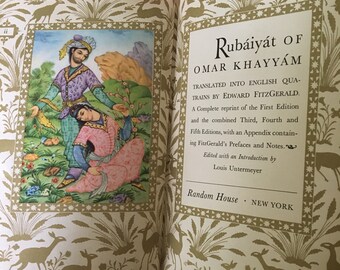 Rubáiyát OF
OMAR KHAYYÁM
TRANSLATED INTO ENGLISH QUA-
TRAINS BY EDWARD FITZGERALD.
A Complete reprint of the First Edition
and the combined Third, Fourth and
Fifth Editions, with an Appendix contain-
ing FitzGerald's Prefaces and Notes.
Edited with an Introduction by
Louis Untermeyer
Random House · NEW YORK